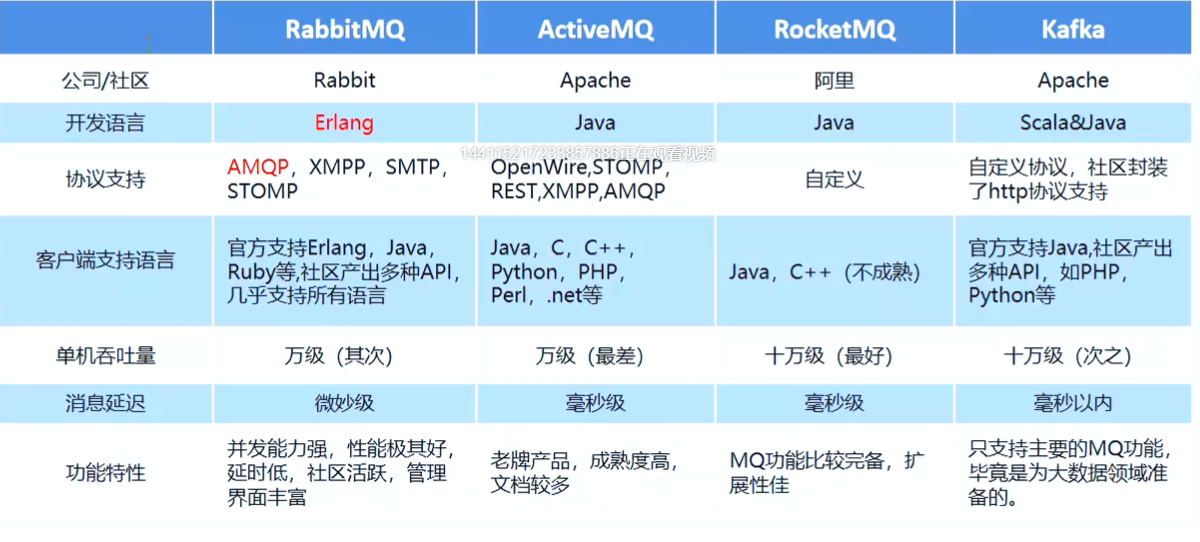 RabbitMQ ActiveMQ RocketMQ Kafka
公司/社区 Rabbit Apache 阿里 Apache
开发语言 Erlang Java Java Scala&Java
144115217233857886正在观看视频
协议支持
AMQP，XMPP，SMTP，
STOMP
OpenWire,STOMP，
REST,XMPP,AMQP
自定义
自定义协议，社区封装
了http协议支持
客户端支持语言
官方支持Erlang，Java，
Ruby等,社区产出多种API，
几乎支持所有语言
Java，C，C++，
Python，PHP，
Perl，.net等
Java，C++（不成熟）
官方支持Java,社区产出
多种API，如PHP，
Python等
单机吞吐量 万级（其次） 万级（最差） 十万级（最好） 十万级（次之）
消息延迟 微妙级 毫秒级 毫秒级 毫秒以内
功能特性
并发能力强，性能极其好，
延时低，社区活跃，管理
界面丰富
老牌产品，成熟度高，
文档较多
MQ功能比较完备，扩
展性佳
只支持主要的MQ功能，
毕竟是为大数据领域准
备的。